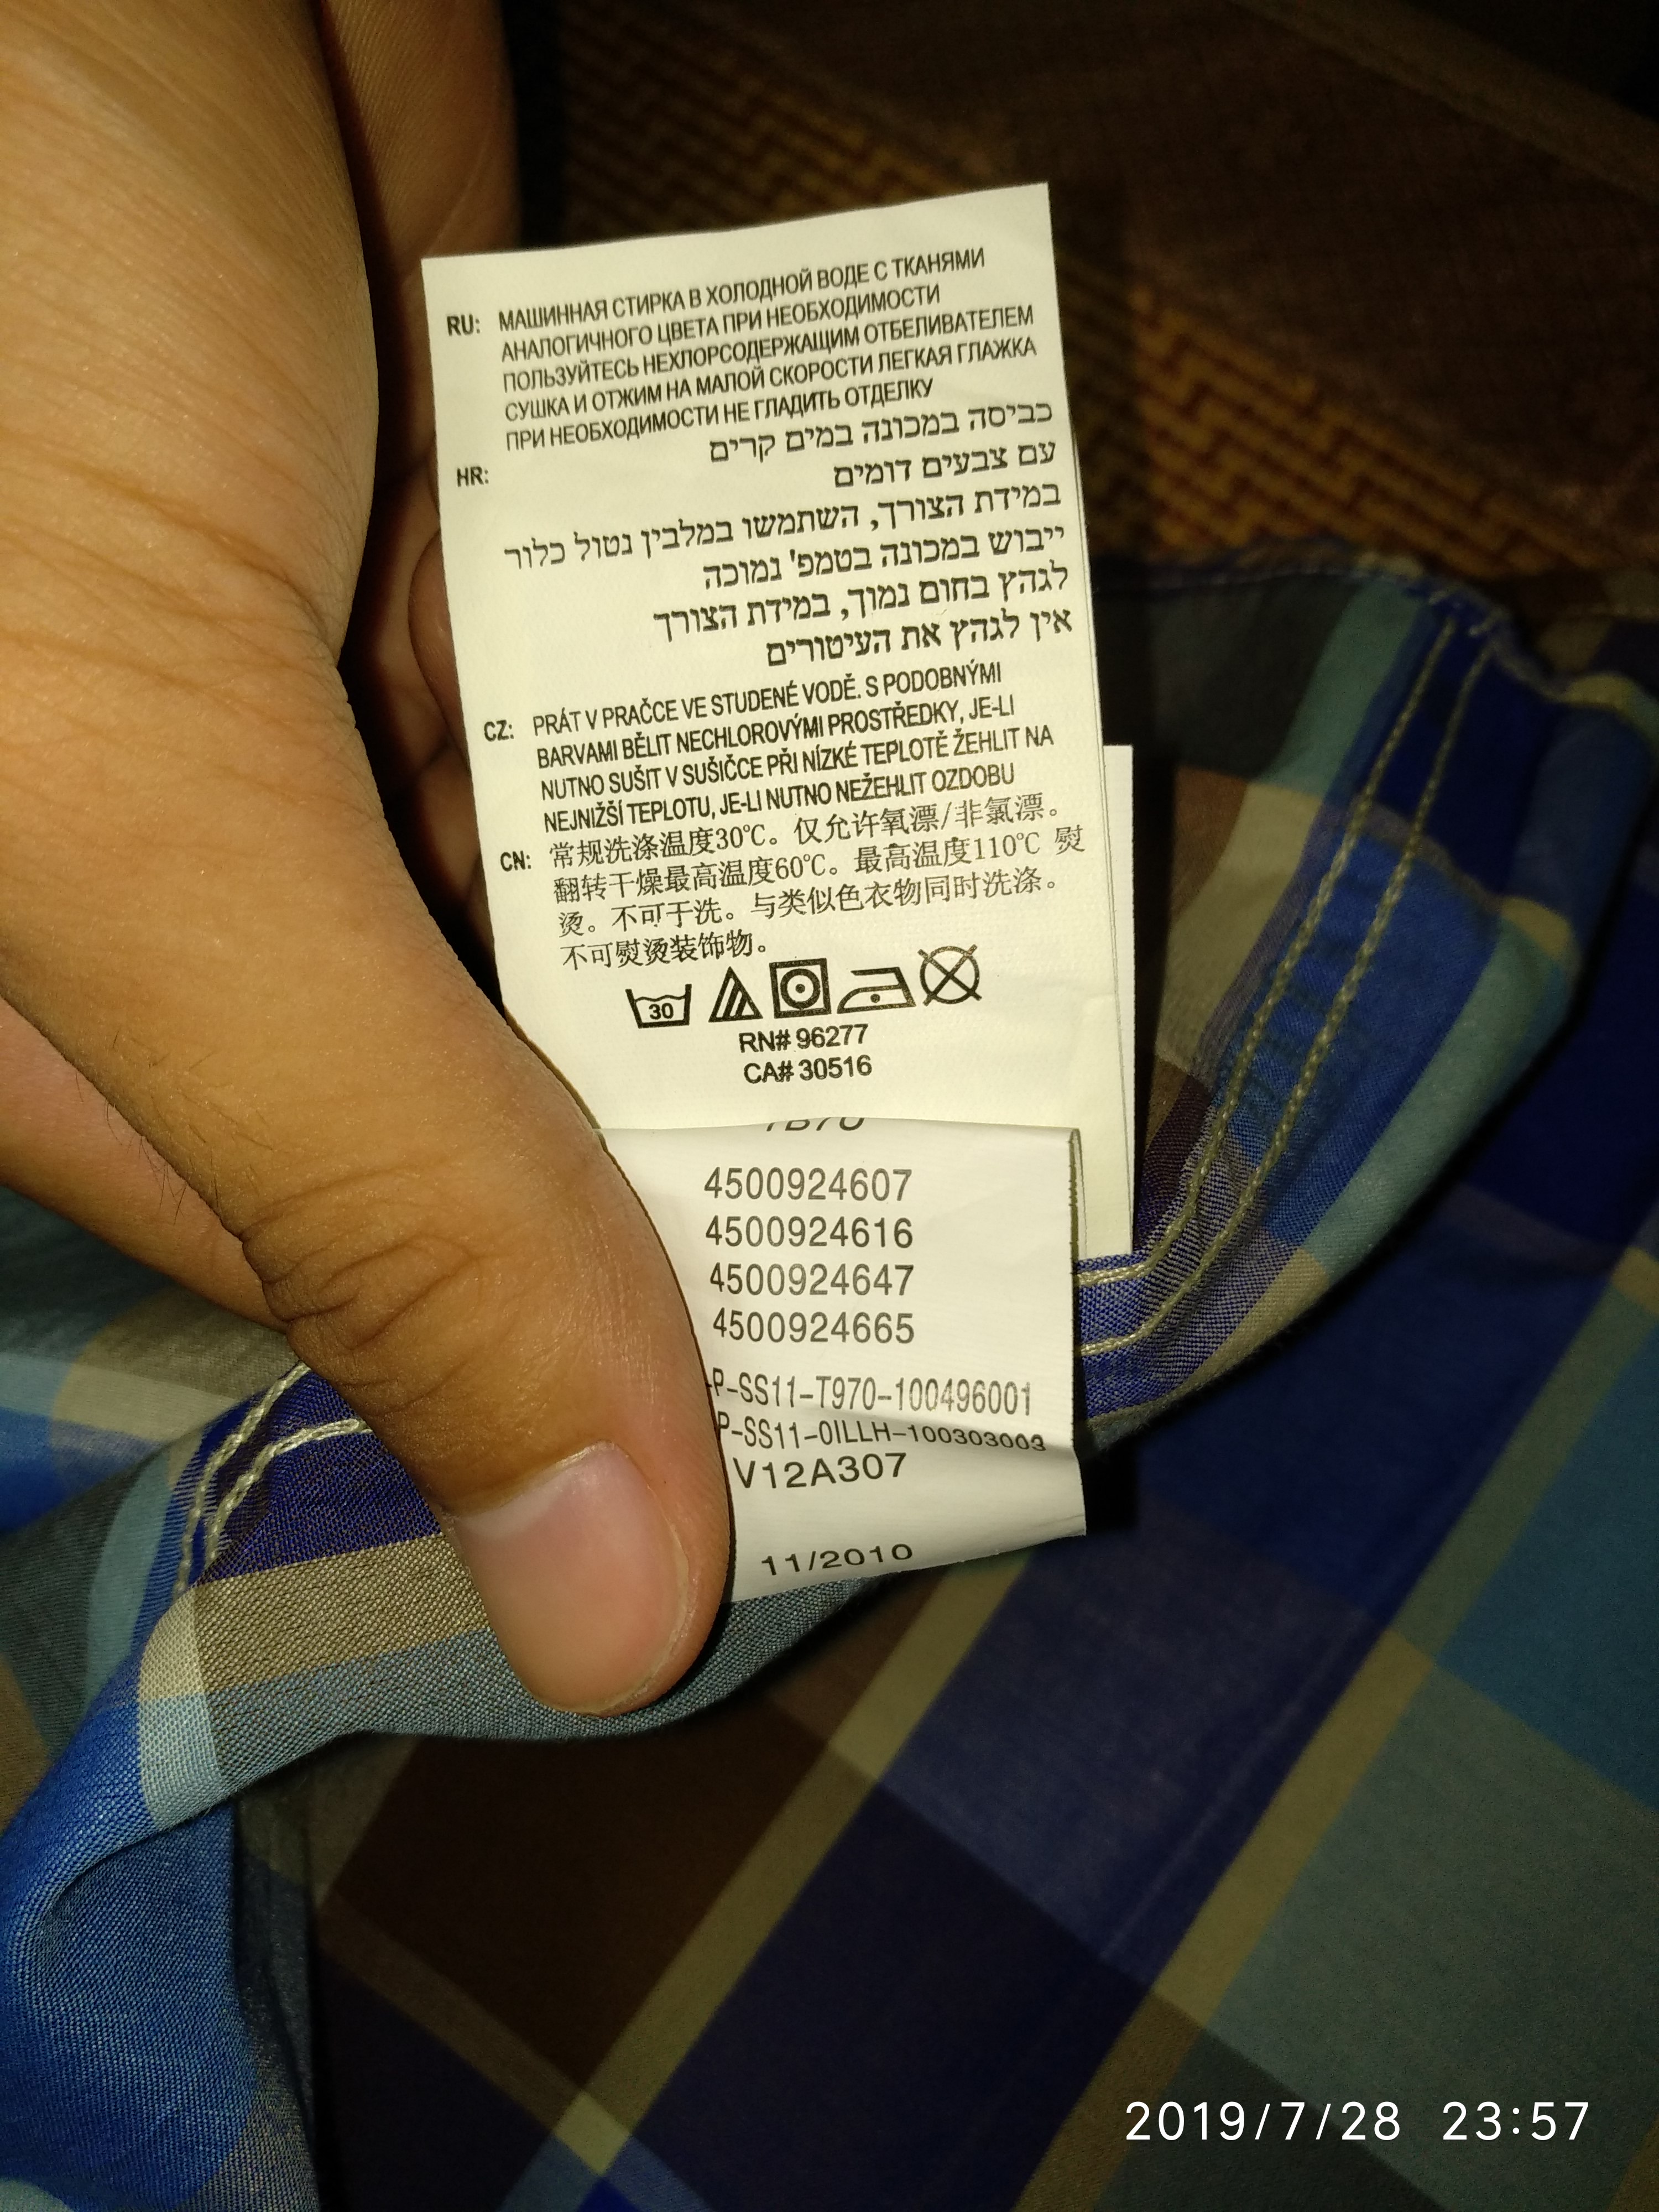 RU: МАШИННАЯ СТИРКА В ХОЛОДНОЙ ВОДЕ С ТКАНЯМИ
АНАЛОГИЧНОГО ЦВЕТА ПРИ НЕОБХОДИМОСТИ
ПОЛЬЗУЙТЕСЬ НЕХЛОРСОДЕРЖАЩИМ ОТБЕЛИВАТЕЛЕМ
СУШКА И ОТЖИМ НА МАЛОЙ СКОРОСТИ ЛЕГКАЯ ГЛАЖКА
ПРИ НЕОБХОДИМОСТИ НЕ ГЛАДИТЬ ОТДЕЛКУ
HR: כביסה במכונה במים קרים
עם צבעים דומים
במידת הצורך, השתמשו במלבין נטול כלור
ייבוש במכונה בטמפ' נמוכה
לגהץ בחום נמוך, במידת הצורך
אין לגהץ את העיטורים
CZ: PRÁT V PRAČCE VE STUDENÉ VODĚ. S PODOBNÝMI
BARVAMI BĚLIT NECHLOROVÝMI PROSTŘEDKY, JE-LI
NUTNO SUŠIT V SUŠIČCE PŘI NÍZKÉ TEPLOTĚ ŽEHLIT NA
NEJNIŽŠÍ TEPLOTU, JE-LI NUTNO NEŽEHLIT OZDOBU
CN: 常规洗涤温度30℃。仅允许氧漂/非氯漂。
翻转干燥最高温度60℃。最高温度110℃ 熨
烫。不可干洗。与类似色衣物同时洗涤。
不可熨烫装饰物。
30
RN# 96277
CA# 30516
4500924607
4500924616
4500924647
4500924665
P-SS11-T970-100496001
P-SS11-0ILLH-100303003
V12A307
11/2010
2019/7/28 23:57